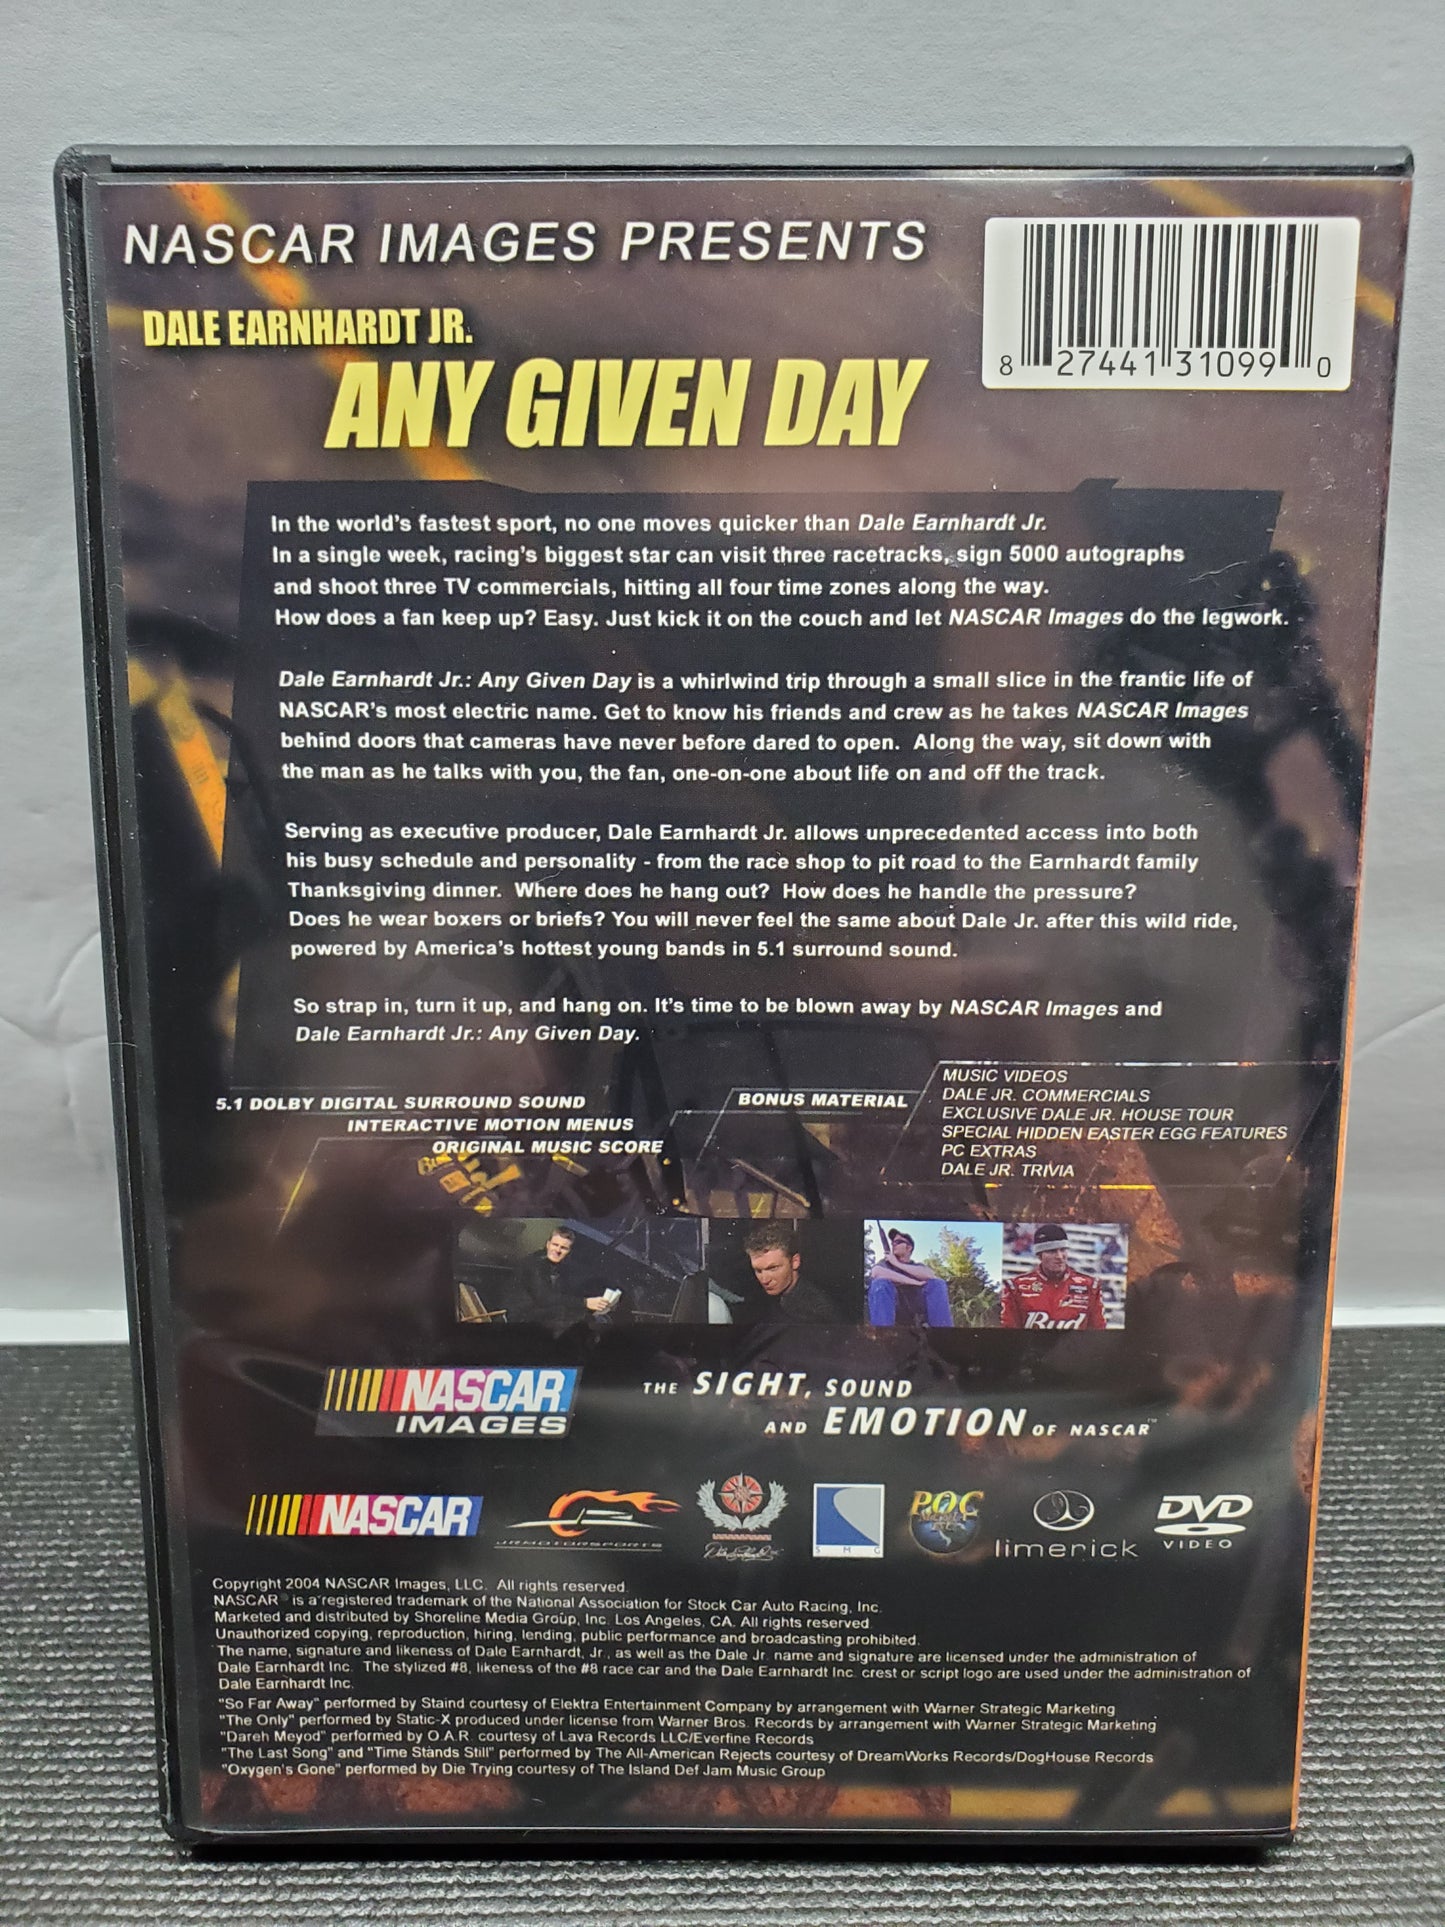 NASCAR IMAGES PRESENTS
8 27441 31099 0
DALE EARNHARDT JR.
ANY GIVEN DAY
In the world's fastest sport, no one moves quicker than Dale Earnhardt Jr.
In a single week, racing's biggest star can visit three racetracks, sign 5000 autographs
and shoot three TV commercials, hitting all four time zones along the way.
How does a fan keep up? Easy. Just kick it on the couch and let NASCAR Images do the legwork.
Dale Earnhardt Jr.: Any Given Day is a whirlwind trip through a small slice in the frantic life of
NASCAR's most electric name. Get to know his friends and crew as he takes NASCAR Images
behind doors that cameras have never before dared to open. Along the way, sit down with
the man as he talks with you, the fan, one-on-one about life on and off the track.
Serving as executive producer, Dale Earnhardt Jr. allows unprecedented access into both
his busy schedule and personality - from the race shop to pit road to the Earnhardt family
Thanksgiving dinner. Where does he hang out? How does he handle the pressure?
Does he wear boxers or briefs? You will never feel the same about Dale Jr. after this wild ride,
powered by America's hottest young bands in 5.1 surround sound.
So strap in, turn it up, and hang on. It's time to be blown away by NASCAR Images and
Dale Earnhardt Jr.: Any Given Day.
5.1 DOLBY DIGITAL SURROUND SOUND
INTERACTIVE MOTION MENUS
ORIGINAL MUSIC SCORE
BONUS MATERIAL
MUSIC VIDEOS
DALE JR. COMMERCIALS
EXCLUSIVE DALE JR. HOUSE TOUR
SPECIAL HIDDEN EASTER EGG FEATURES
PC EXTRAS
DALE JR. TRIVIA
Bud
Bud
NASCAR
IMAGES
THE SIGHT, SOUND
AND EMOTION OF NASCAR™
NASCAR
JRMOTORSPORTS
SMG
POC
limerick
DVD
VIDEO
Copyright 2004 NASCAR Images, LLC. All rights reserved.
NASCAR® is a registered trademark of the National Association for Stock Car Auto Racing, Inc.
Marketed and distributed by Shoreline Media Group, Inc. Los Angeles, CA. All rights reserved.
Unauthorized copying, reproduction, hiring, lending, public performance and broadcasting prohibited.
The name, signature and likeness of Dale Earnhardt, Jr., as well as the Dale Jr. name and signature are licensed under the administration of
Dale Earnhardt Inc. The stylized #8, likeness of the #8 race car and the Dale Earnhardt Inc. crest or script logo are used under the administration of
Dale Earnhardt Inc.
"So Far Away" performed by Staind courtesy of Elektra Entertainment Company by arrangement with Warner Strategic Marketing
"The Only" performed by Static-X produced under license from Warner Bros. Records by arrangement with Warner Strategic Marketing
"Dareh Meyod" performed by O.A.R. courtesy of Lava Records LLC/Everfine Records
"The Last Song" and "Time Stands Still" performed by The All-American Rejects courtesy of DreamWorks Records/DogHouse Records
"Oxygen's Gone" performed by Die Trying courtesy of The Island Def Jam Music Group